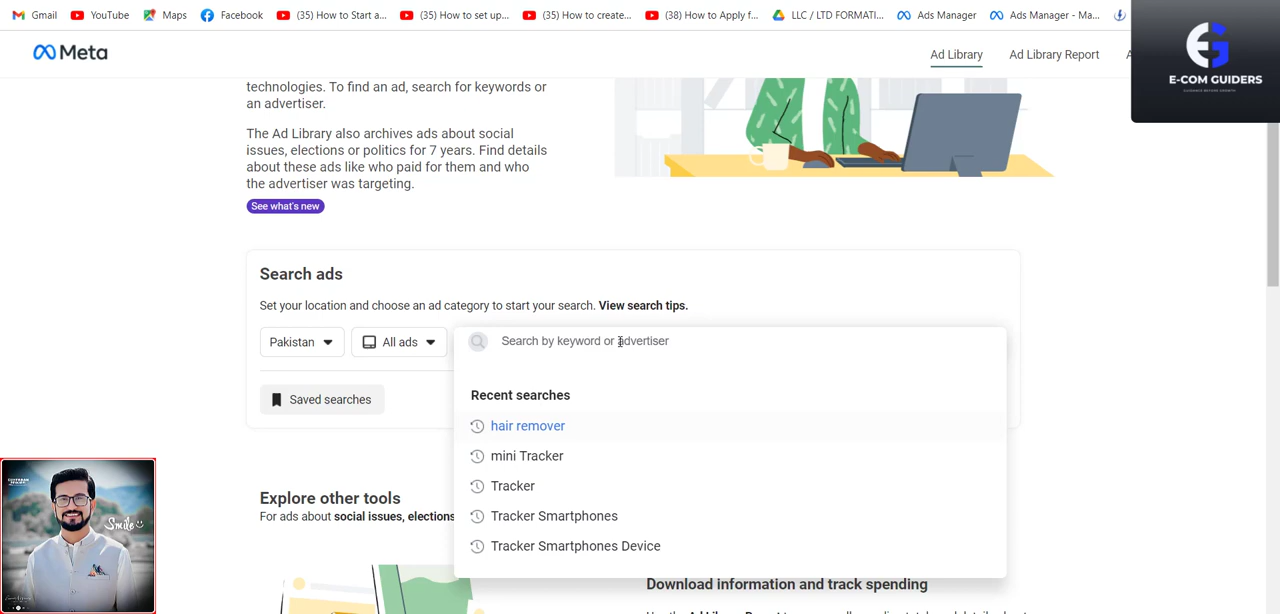 Gmail YouTube Maps Facebook (35) How to Start a... (35) How to set up... (35) How to create... (38) How to Apply f... LLC / LTD FORMATI... Ads Manager Ads Manager - Ma...
Meta
Ad Library Ad Library Report A
E-COM GUIDERS
technologies. To find an ad, search for keywords or
an advertiser.
The Ad Library also archives ads about social
issues, elections or politics for 7 years. Find details
about these ads like who paid for them and who
the advertiser was targeting.
See what's new
Search ads
Set your location and choose an ad category to start your search. View search tips.
Pakistan All ads Search by keyword or advertiser
Saved searches
Recent searches
hair remover
mini Tracker
Tracker
Tracker Smartphones
Tracker Smartphones Device
Explore other tools
For ads about social issues, elections
Download information and track spending
Smile